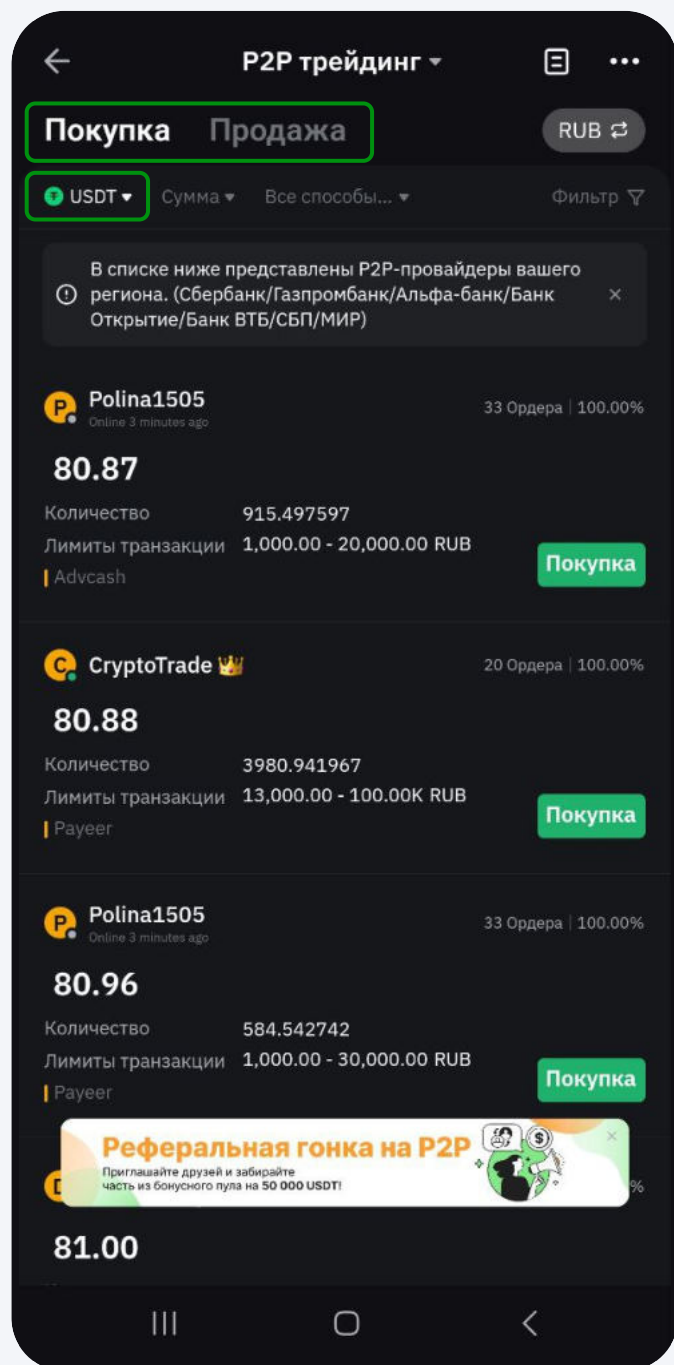 P2P трейдинг
Покупка Продажа RUB
USDT Сумма Все способы... Фильтр
В списке ниже представлены P2P-провайдеры вашего
региона. (Сбербанк/Газпромбанк/Альфа-банк/Банк
Открытие/Банк ВТБ/СБП/МИР)
P Polina1505 33 Ордера | 100.00%
Online 3 minutes ago
80.87
Количество 915.497597
Лимиты транзакции 1,000.00 - 20,000.00 RUB
Advcash Покупка
C CryptoTrade 20 Ордера | 100.00%
80.88
Количество 3980.941967
Лимиты транзакции 13,000.00 - 100.00K RUB
Payeer Покупка
P Polina1505 33 Ордера | 100.00%
Online 3 minutes ago
80.96
Количество 584.542742
Лимиты транзакции 1,000.00 - 30,000.00 RUB
Payeer Покупка
Реферальная гонка на P2P
Приглашайте друзей и забирайте
часть из бонусного пула на 50 000 USDT!
%
81.00